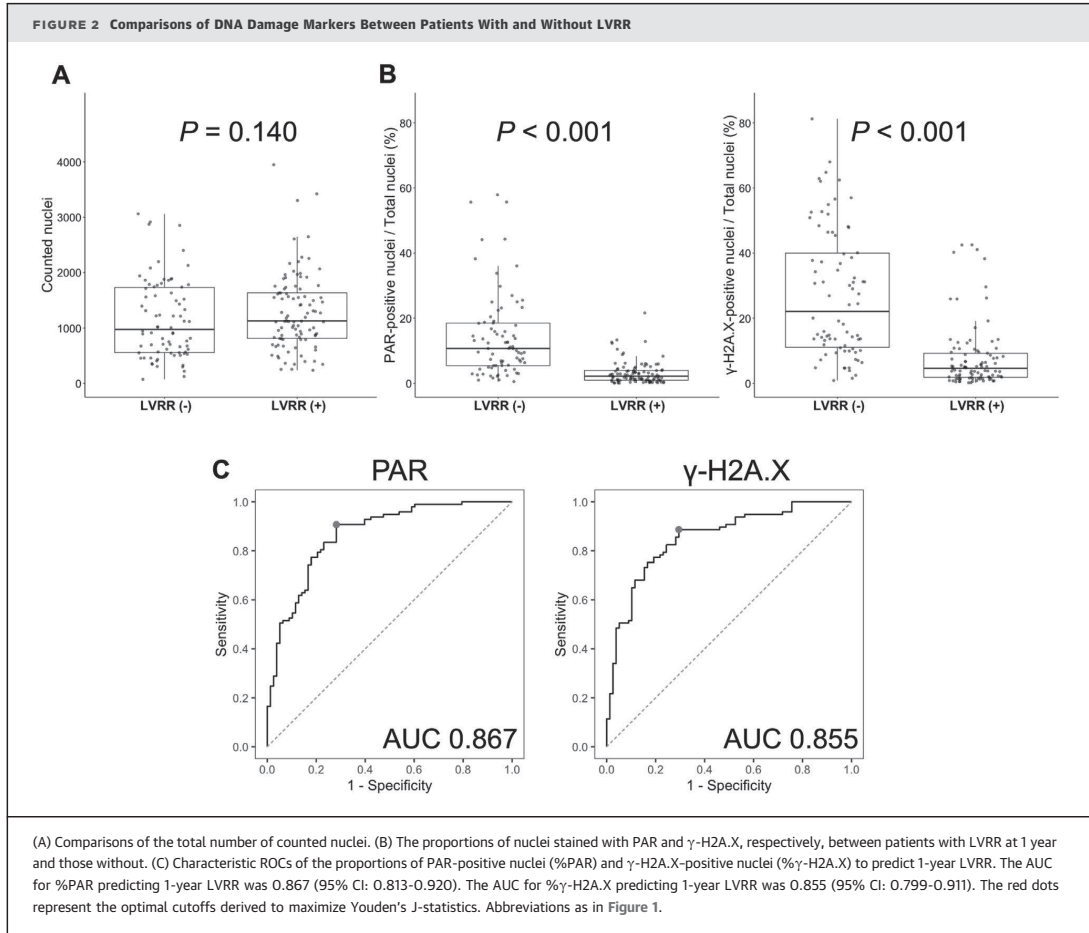 FIGURE 2 Comparisons of DNA Damage Markers Between Patients With and Without LVRR
A
P = 0.140
Counted nuclei
4000
3000
2000
1000
0
LVRR (-)
LVRR (+)
B
P < 0.001
PAR-positive nuclei / Total nuclei (%)
80
60
40
20
0
LVRR (-)
LVRR (+)
P < 0.001
γ-H2A.X-positive nuclei / Total nuclei (%)
80
60
40
20
0
LVRR (-)
LVRR (+)
C
PAR
Sensitivity
1.0
0.8
0.6
0.4
0.2
0.0
AUC 0.867
0.0 0.2 0.4 0.6 0.8 1.0
1 - Specificity
γ-H2A.X
Sensitivity
1.0
0.8
0.6
0.4
0.2
0.0
AUC 0.855
0.0 0.2 0.4 0.6 0.8 1.0
1 - Specificity
(A) Comparisons of the total number of counted nuclei. (B) The proportions of nuclei stained with PAR and γ-H2A.X, respectively, between patients with LVRR at 1 year
and those without. (C) Characteristic ROCs of the proportions of PAR-positive nuclei (%PAR) and γ-H2A.X-positive nuclei (%γ-H2A.X) to predict 1-year LVRR. The AUC
for %PAR predicting 1-year LVRR was 0.867 (95% CI: 0.813-0.920). The AUC for %γ-H2A.X predicting 1-year LVRR was 0.855 (95% CI: 0.799-0.911). The red dots
represent the optimal cutoffs derived to maximize Youden's J-statistics. Abbreviations as in Figure 1.